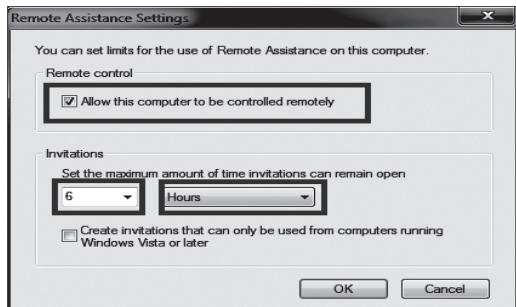 Remote Assistance Settings
You can set limits for the use of Remote Assistance on this computer.
Remote control
Allow this computer to be controlled remotely
Invitations
Set the maximum amount of time invitations can remain open
6 Hours
Create invitations that can only be used from computers running
Windows Vista or later
OK Cancel